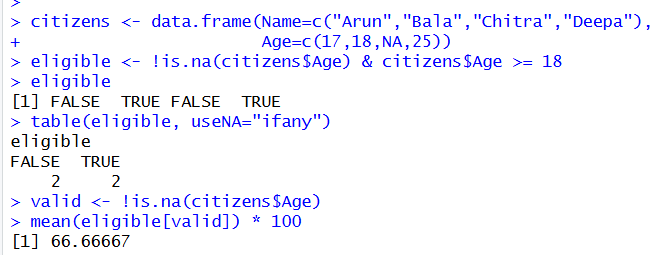 >
> citizens <- data.frame(Name=c("Arun","Bala","Chitra","Deepa"),
+                        Age=c(17,18,NA,25))
> eligible <- !is.na(citizens$Age) & citizens$Age >= 18
> eligible
[1] FALSE  TRUE FALSE  TRUE
> table(eligible, useNA="ifany")
eligible
FALSE  TRUE
    2     2
> valid <- !is.na(citizens$Age)
> mean(eligible[valid]) * 100
[1] 66.66667